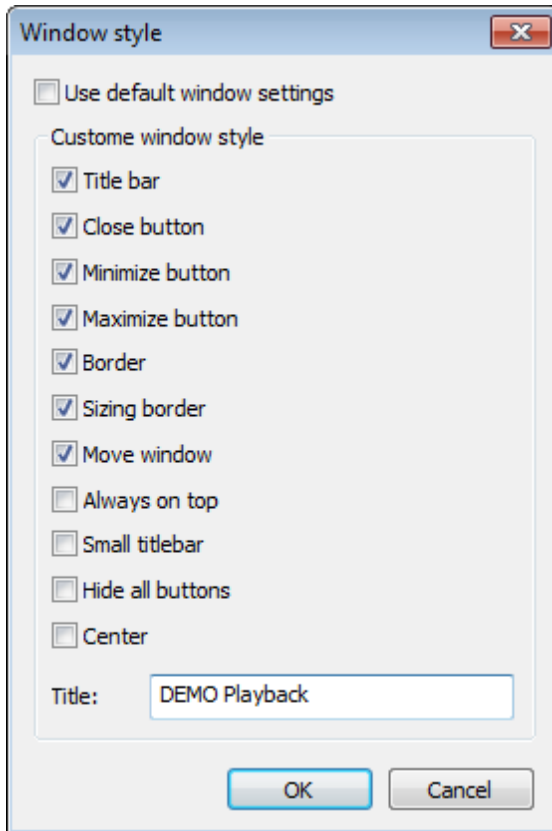 Window style
Use default window settings
Custome window style
Title bar
Close button
Minimize button
Maximize button
Border
Sizing border
Move window
Always on top
Small titlebar
Hide all buttons
Center
Title: DEMO Playback
OK Cancel